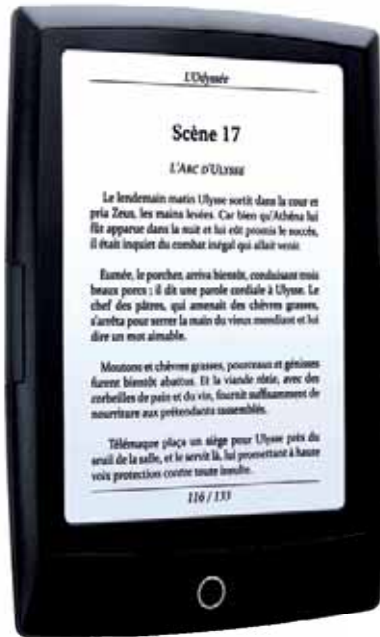 L'Odyssée
Scène 17
L'ARC D'ULYSSE
Le lendemain matin Ulysse sortit dans la cour et
pria Zeus, les mains levées. Car bien qu'Athéna lui
fût apparue dans la nuit et lui eût promis le succès,
il était inquiet du combat inégal qui allait venir.
Eumée, le porcher, arriva bientôt, conduisant trois
beaux porcs ; il dit une parole cordiale à Ulysse. Le
chef des pâtres, qui amenait des chèvres grasses,
s'arrêta pour serrer la main du vieux mendiant et lui
dire un mot aimable.
Moutons et chèvres grasses, pourceaux et génisses
furent bientôt abattus. Et la viande rôtie, avec des
corbeilles de pain et du vin, fournit suffisamment de
nourriture aux prétendants rassemblés.
Télémaque plaça un siège pour Ulysse près du
seuil de la salle, et le servit là, lui promettant à haute
voix protection contre toute insulte.
116 / 133